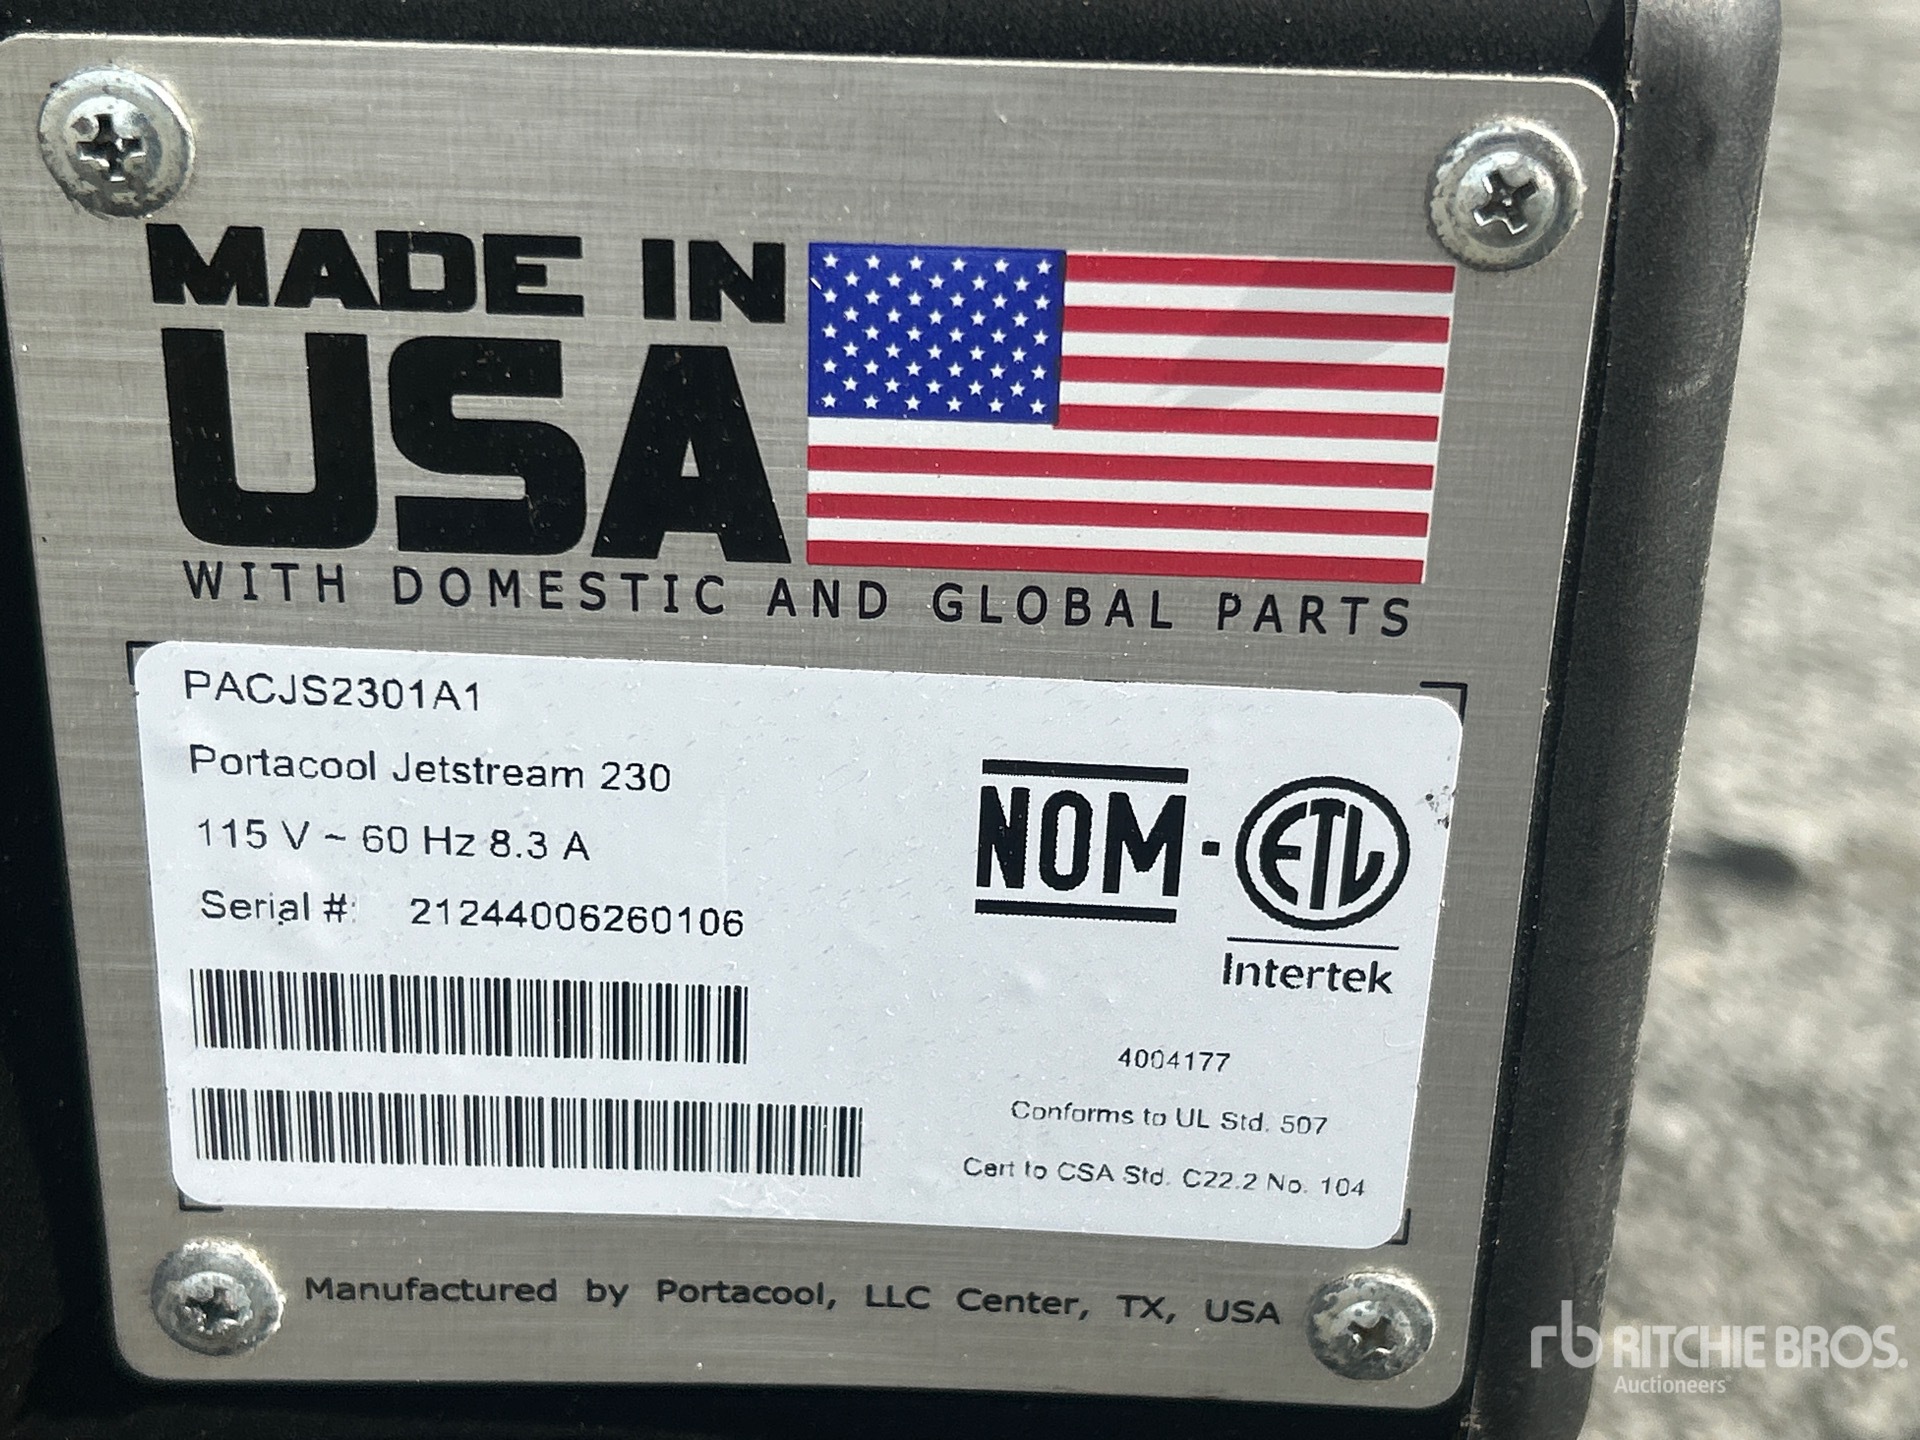 MADE IN
USA
WITH DOMESTIC AND GLOBAL PARTS
PACJS2301A1
Portacool Jetstream 230
115 V ~ 60 Hz 8.3 A
Serial #: 21244006260106
NOM - ETL
Intertek
4004177
Conforms to UL Std. 507
Cert to CSA Std. C22.2 No. 104
Manufactured by Portacool, LLC Center, TX, USA
rb RITCHIE BROS.
Auctioneers